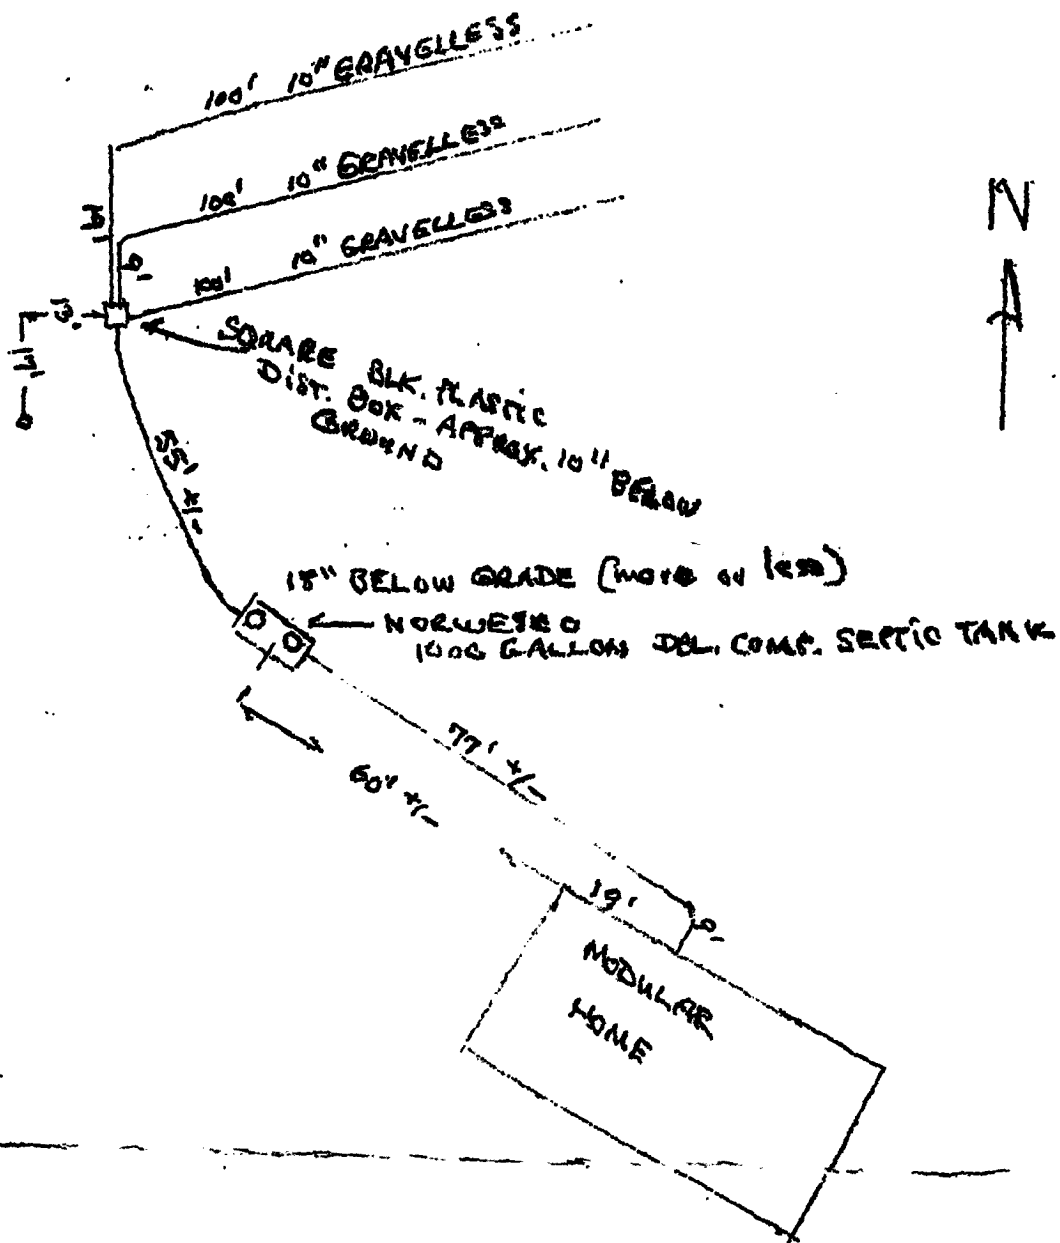 100' 10" GRAVELLESS
100' 10" GRAVELLESS
100' 10" GRAVELLESS
N
SQUARE BLK. PLASTIC
DIST. BOX - APPROX. 10" BELOW
GROUND
55' +/-
18" BELOW GRADE (more or less)
NORWESCO
1000 GALLON DBL. COMP. SEPTIC TANK
77' +/-
60' +/-
19'
MODULAR
HOME